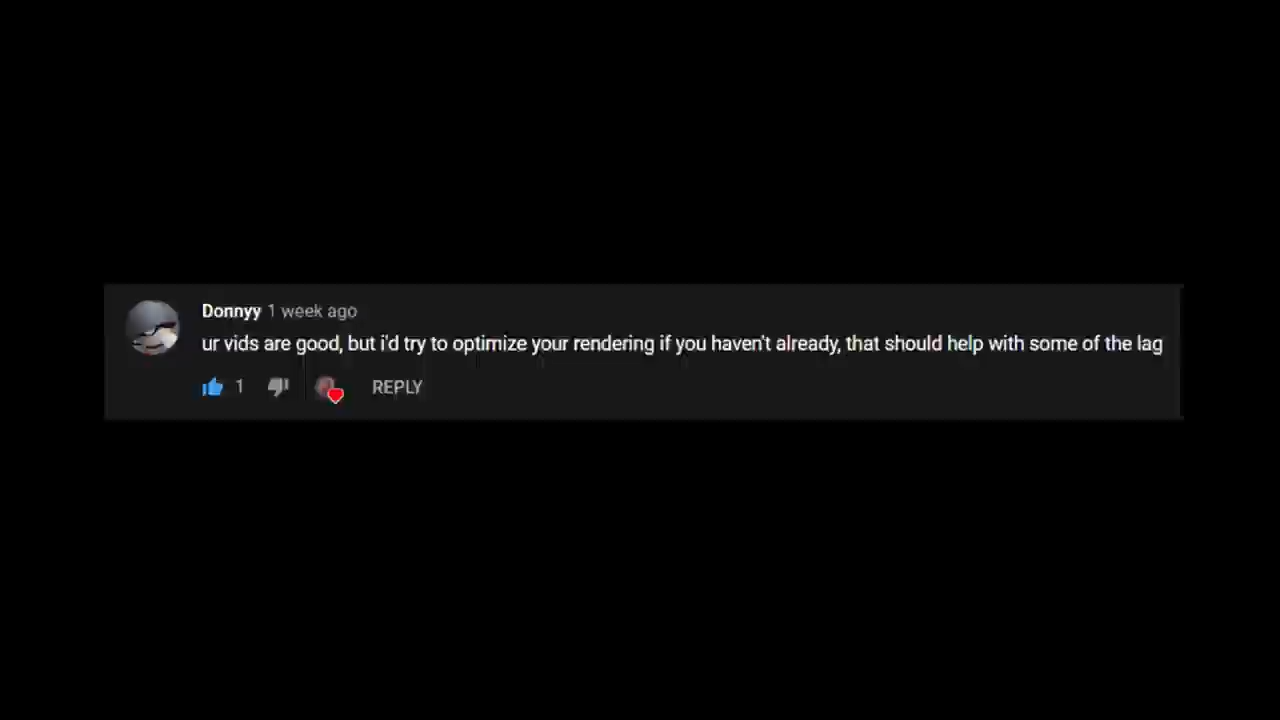 Donnyy 1 week ago
ur vids are good, but i'd try to optimize your rendering if you haven't already, that should help with some of the lag
1 REPLY